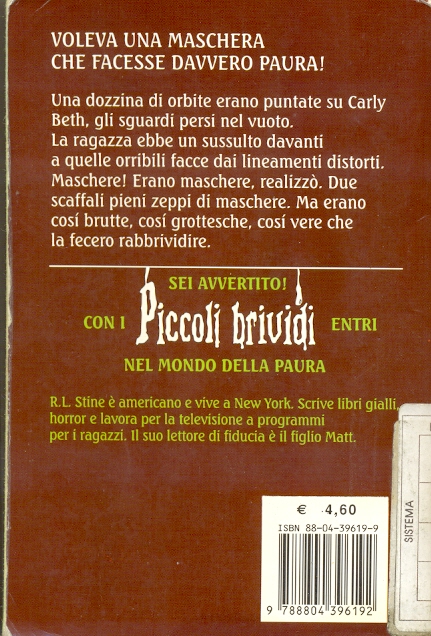 VOLEVA UNA MASCHERA
CHE FACESSE DAVVERO PAURA!
Una dozzina di orbite erano puntate su Carly
Beth, gli sguardi persi nel vuoto.
La ragazza ebbe un sussulto davanti
a quelle orribili facce dai lineamenti distorti.
Maschere! Erano maschere, realizzò. Due
scaffali pieni zeppi di maschere. Ma erano
cosí brutte, cosí grottesche, cosí vere che
la fecero rabbrividire.
SEI AVVERTITO!
CON I Piccoli brividi ENTRI
NEL MONDO DELLA PAURA
R.L. Stine è americano e vive a New York. Scrive libri gialli,
horror e lavora per la televisione a programmi
per i ragazzi. Il suo lettore di fiducia è il figlio Matt.
SISTEMA
€ 4,60
ISBN 88-04-39619-9
9 788804 396192